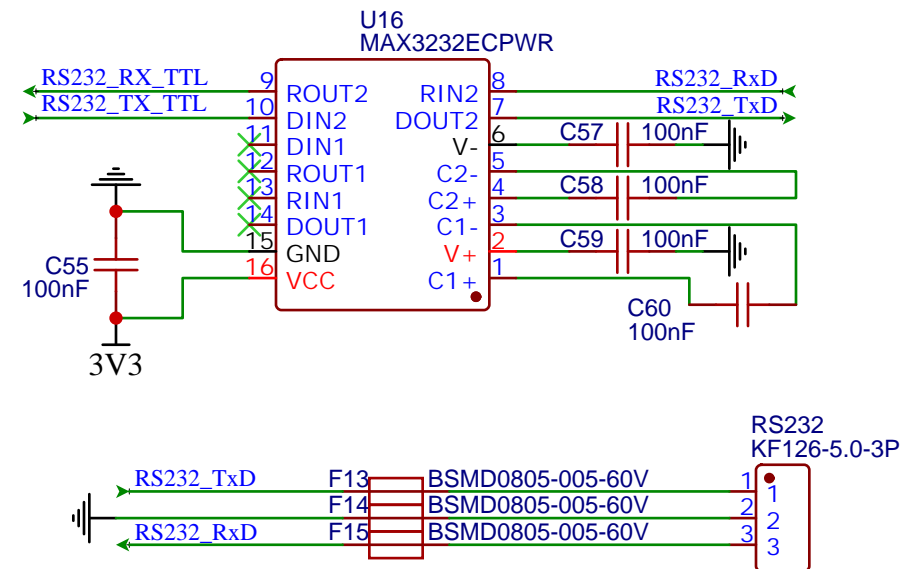 U16
MAX3232ECPWR
RS232_RX_TTL 9 ROUT2 RIN2 8 RS232_RxD
RS232_TX_TTL 10 DIN2 DOUT2 7 RS232_TxD
11 DIN1 V- 6 C57 100nF
12 ROUT1 C2- 5
13 RIN1 C2+ 4 C58 100nF
14 DOUT1 C1- 3
15 GND V+ 2 C59 100nF
16 VCC C1+ 1
C55
100nF
C60
100nF
3V3
RS232
KF126-5.0-3P
RS232_TxD F13 BSMD0805-005-60V 1 1
F14 BSMD0805-005-60V 2 2
RS232_RxD F15 BSMD0805-005-60V 3 3